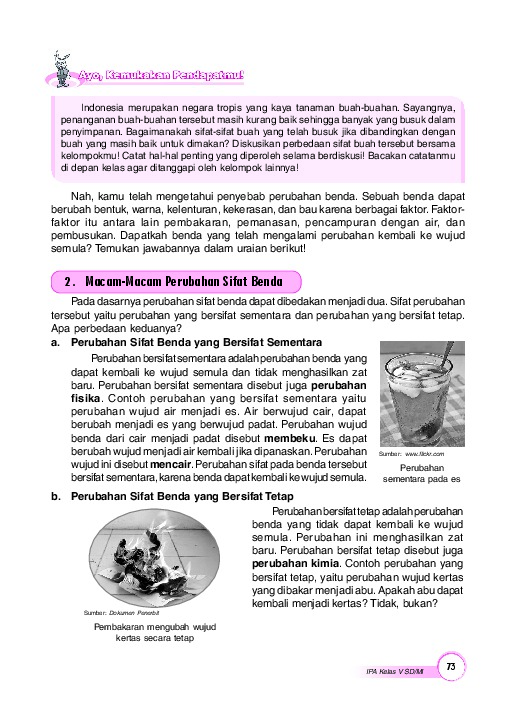 Ayo, Kemukakan Pendapatmu!
Indonesia merupakan negara tropis yang kaya tanaman buah-buahan. Sayangnya,
penanganan buah-buahan tersebut masih kurang baik sehingga banyak yang busuk dalam
penyimpanan. Bagaimanakah sifat-sifat buah yang telah busuk jika dibandingkan dengan
buah yang masih baik untuk dimakan? Diskusikan perbedaan sifat buah tersebut bersama
kelompokmu! Catat hal-hal penting yang diperoleh selama berdiskusi! Bacakan catatanmu
di depan kelas agar ditanggapi oleh kelompok lainnya!
Nah, kamu telah mengetahui penyebab perubahan benda. Sebuah benda dapat
berubah bentuk, warna, kelenturan, kekerasan, dan bau karena berbagai faktor. Faktor-
faktor itu antara lain pembakaran, pemanasan, pencampuran dengan air, dan
pembusukan. Dapatkah benda yang telah mengalami perubahan kembali ke wujud
semula? Temukan jawabannya dalam uraian berikut!
2. Macam-Macam Perubahan Sifat Benda
Pada dasarnya perubahan sifat benda dapat dibedakan menjadi dua. Sifat perubahan
tersebut yaitu perubahan yang bersifat sementara dan perubahan yang bersifat tetap.
Apa perbedaan keduanya?
a. Perubahan Sifat Benda yang Bersifat Sementara
Perubahan bersifat sementara adalah perubahan benda yang
dapat kembali ke wujud semula dan tidak menghasilkan zat
baru. Perubahan bersifat sementara disebut juga perubahan
fisika. Contoh perubahan yang bersifat sementara yaitu
perubahan wujud air menjadi es. Air berwujud cair, dapat
berubah menjadi es yang berwujud padat. Perubahan wujud
benda dari cair menjadi padat disebut membeku. Es dapat
berubah wujud menjadi air kembali jika dipanaskan. Perubahan
wujud ini disebut mencair. Perubahan sifat pada benda tersebut
bersifat sementara, karena benda dapat kembali ke wujud semula.
Sumber: www.flickr.com
Perubahan
sementara pada es
b. Perubahan Sifat Benda yang Bersifat Tetap
Perubahan bersifat tetap adalah perubahan
benda yang tidak dapat kembali ke wujud
semula. Perubahan ini menghasilkan zat
baru. Perubahan bersifat tetap disebut juga
perubahan kimia. Contoh perubahan yang
bersifat tetap, yaitu perubahan wujud kertas
yang dibakar menjadi abu. Apakah abu dapat
kembali menjadi kertas? Tidak, bukan?
Sumber: Dokumen Penerbit
Pembakaran mengubah wujud
kertas secara tetap
IPA Kelas V SD/MI
73